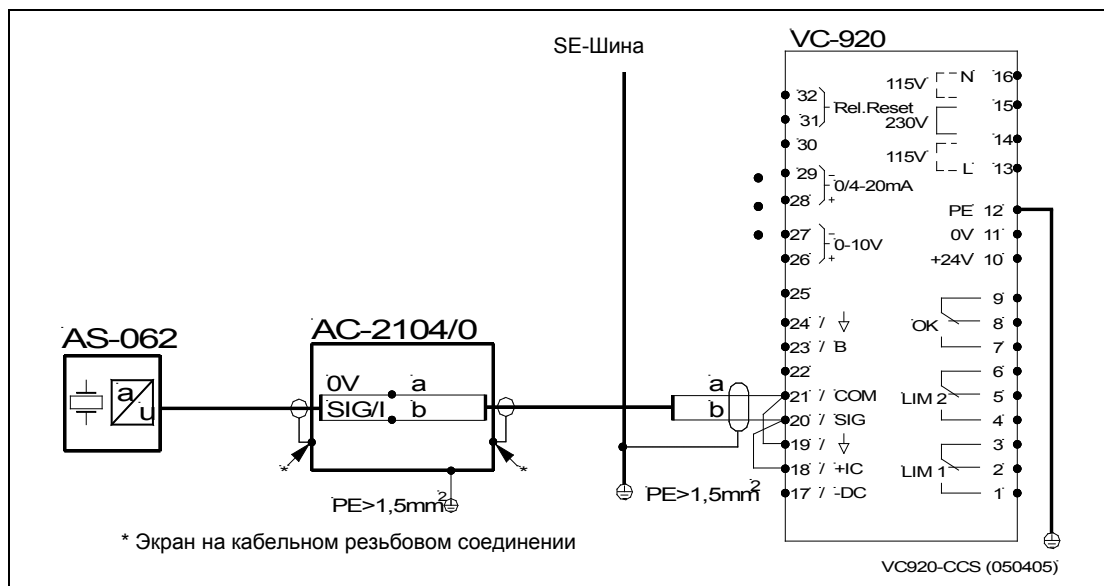 SE-Шина
VC-920
32
31
Rel.Reset
30
29
28
−
+
0/4-20mA
27
26
−
+
0-10V
25
24 / 
23 / B
22
21 / COM
20 / SIG
19 / 
18 / +IC
17 / -DC
115V
N 16
230V
15
14
115V
L 13
PE 12
0V 11
+24V 10
9
OK 8
7
6
LIM 2 5
4
3
LIM 1 2
1
AS-062
a
u
AC-2104/0
0V a
SIG/I b
a
b
*
*
PE>1,5mm²
PE>1,5mm²
* Экран на кабельном резьбовом соединении
VC920-CCS (050405)